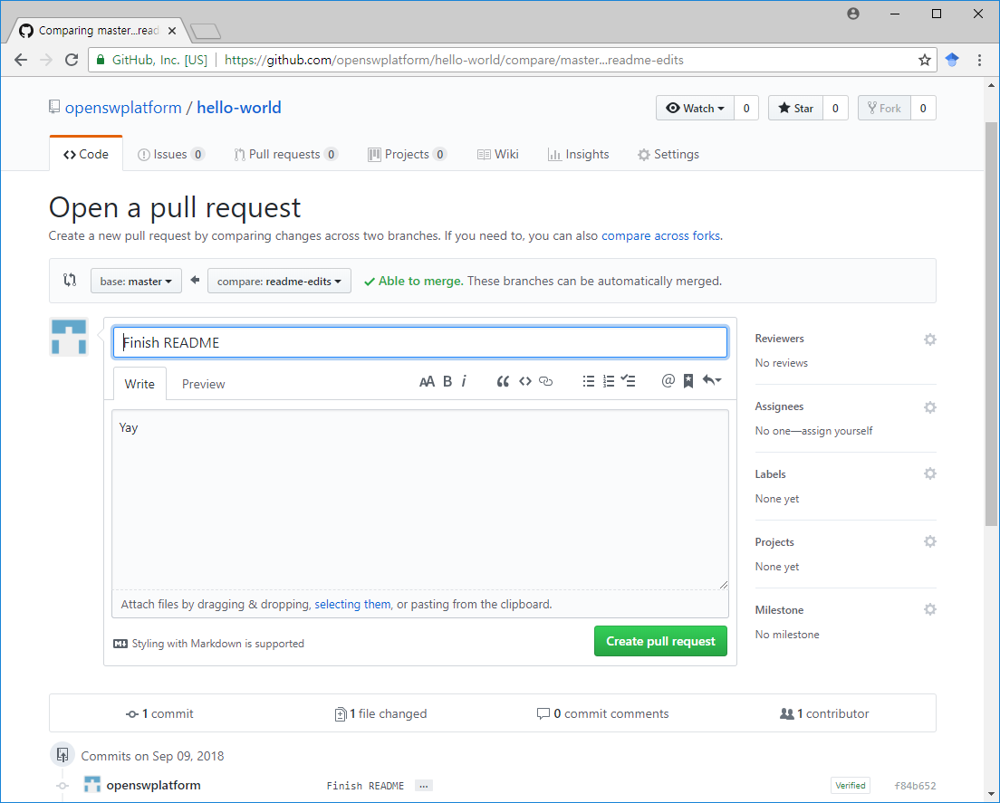 Comparing master...read
GitHub, Inc. [US] | https://github.com/openswplatform/hello-world/compare/master...readme-edits
openswplatform / hello-world
Watch 0 Star 0 Fork 0
Code Issues 0 Pull requests 0 Projects 0 Wiki Insights Settings
Open a pull request
Create a new pull request by comparing changes across two branches. If you need to, you can also compare across forks.
base: master compare: readme-edits Able to merge. These branches can be automatically merged.
Finish README
Write Preview
Yay
Attach files by dragging & dropping, selecting them, or pasting from the clipboard.
Styling with Markdown is supported
Create pull request
Reviewers
No reviews
Assignees
No one—assign yourself
Labels
None yet
Projects
None yet
Milestone
No milestone
1 commit 1 file changed 0 commit comments 1 contributor
Commits on Sep 09, 2018
openswplatform Finish README ... Verified f84b652